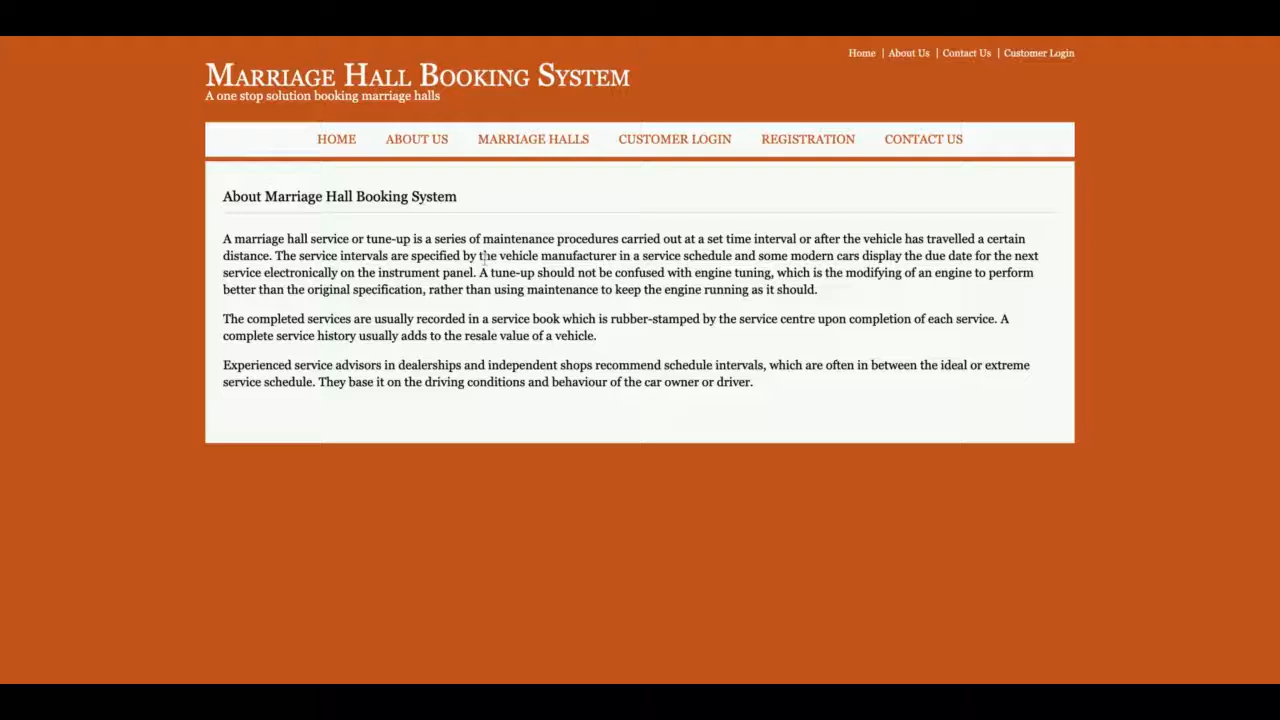 Home | About Us | Contact Us | Customer Login
Marriage Hall Booking System
A one stop solution booking marriage halls
HOME ABOUT US MARRIAGE HALLS CUSTOMER LOGIN REGISTRATION CONTACT US
About Marriage Hall Booking System
A marriage hall service or tune-up is a series of maintenance procedures carried out at a set time interval or after the vehicle has travelled a certain
distance. The service intervals are specified by the vehicle manufacturer in a service schedule and some modern cars display the due date for the next
service electronically on the instrument panel. A tune-up should not be confused with engine tuning, which is the modifying of an engine to perform
better than the original specification, rather than using maintenance to keep the engine running as it should.
The completed services are usually recorded in a service book which is rubber-stamped by the service centre upon completion of each service. A
complete service history usually adds to the resale value of a vehicle.
Experienced service advisors in dealerships and independent shops recommend schedule intervals, which are often in between the ideal or extreme
service schedule. They base it on the driving conditions and behaviour of the car owner or driver.